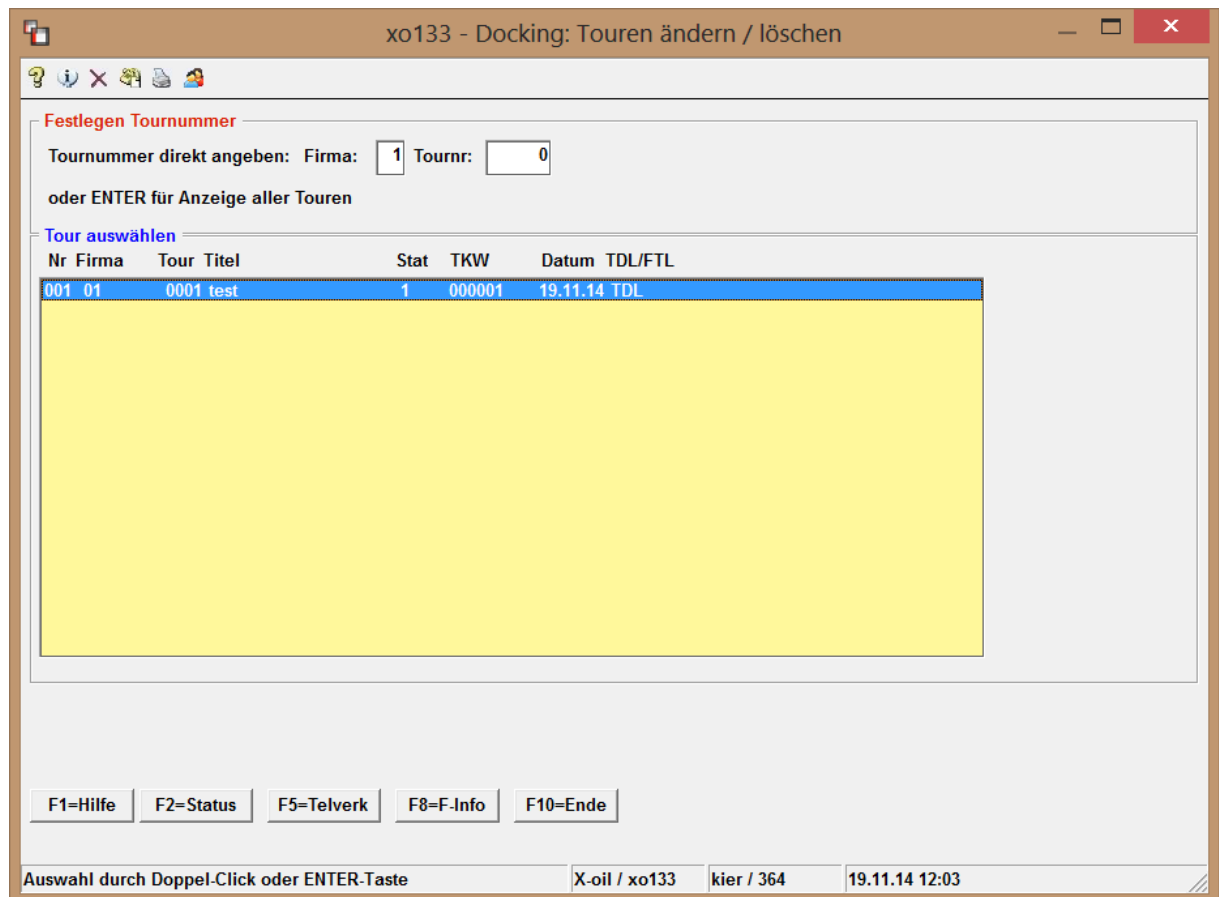 xo133 - Docking: Touren ändern / löschen
Festlegen Tournummer
Tournummer direkt angeben: Firma: 1 Tournr: 0
oder ENTER für Anzeige aller Touren
Tour auswählen
Nr Firma Tour Titel Stat TKW Datum TDL/FTL
001 01 0001 test 1 000001 19.11.14 TDL
F1=Hilfe F2=Status F5=Telverk F8=F-Info F10=Ende
Auswahl durch Doppel-Click oder ENTER-Taste X-oil / xo133 kier / 364 19.11.14 12:03